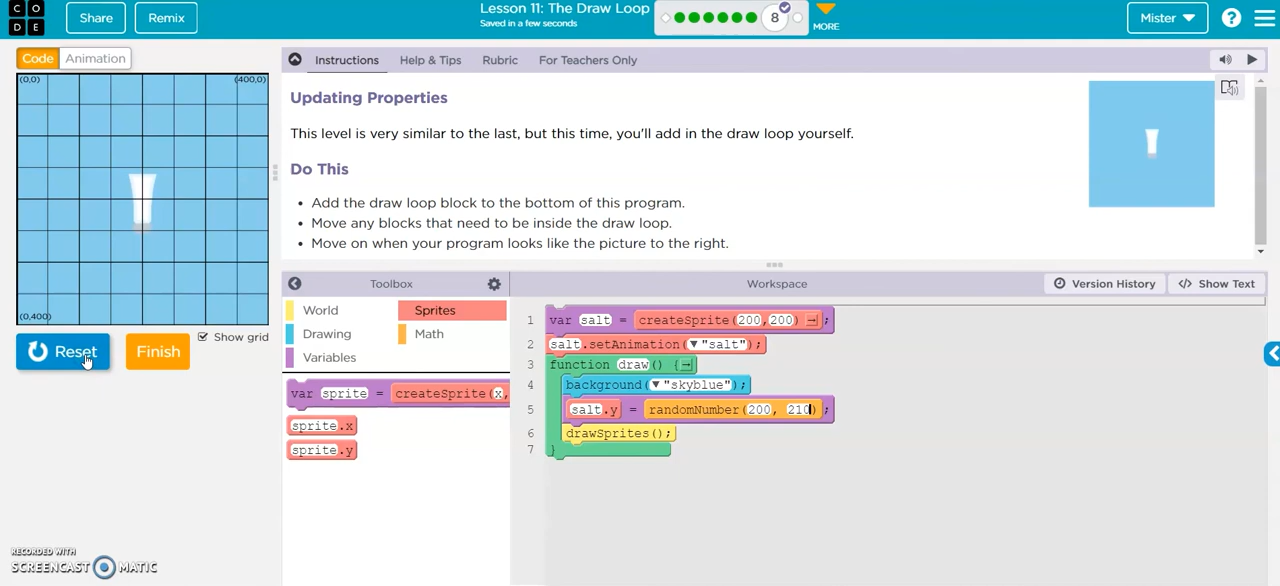 C O
D E
Share
Remix
Lesson 11: The Draw Loop
Saved in a few seconds
8
MORE
Mister
?
Code
Animation
Instructions
Help & Tips
Rubric
For Teachers Only
(0,0)
(400,0)
(0,400)
Updating Properties
This level is very similar to the last, but this time, you'll add in the draw loop yourself.
Do This
• Add the draw loop block to the bottom of this program.
• Move any blocks that need to be inside the draw loop.
• Move on when your program looks like the picture to the right.
Reset
Finish
Show grid
Toolbox
Workspace
Version History
</> Show Text
World
Sprites
Drawing
Math
Variables
var sprite = createSprite(x,
sprite.x
sprite.y
1 var salt = createSprite(200,200) → ;
2 salt.setAnimation(▼"salt");
3 function draw() { →
4 background(▼"skyblue");
5 salt.y = randomNumber(200, 210);
6 drawSprites();
7 }
RECORDED WITH
SCREENCAST MATIC